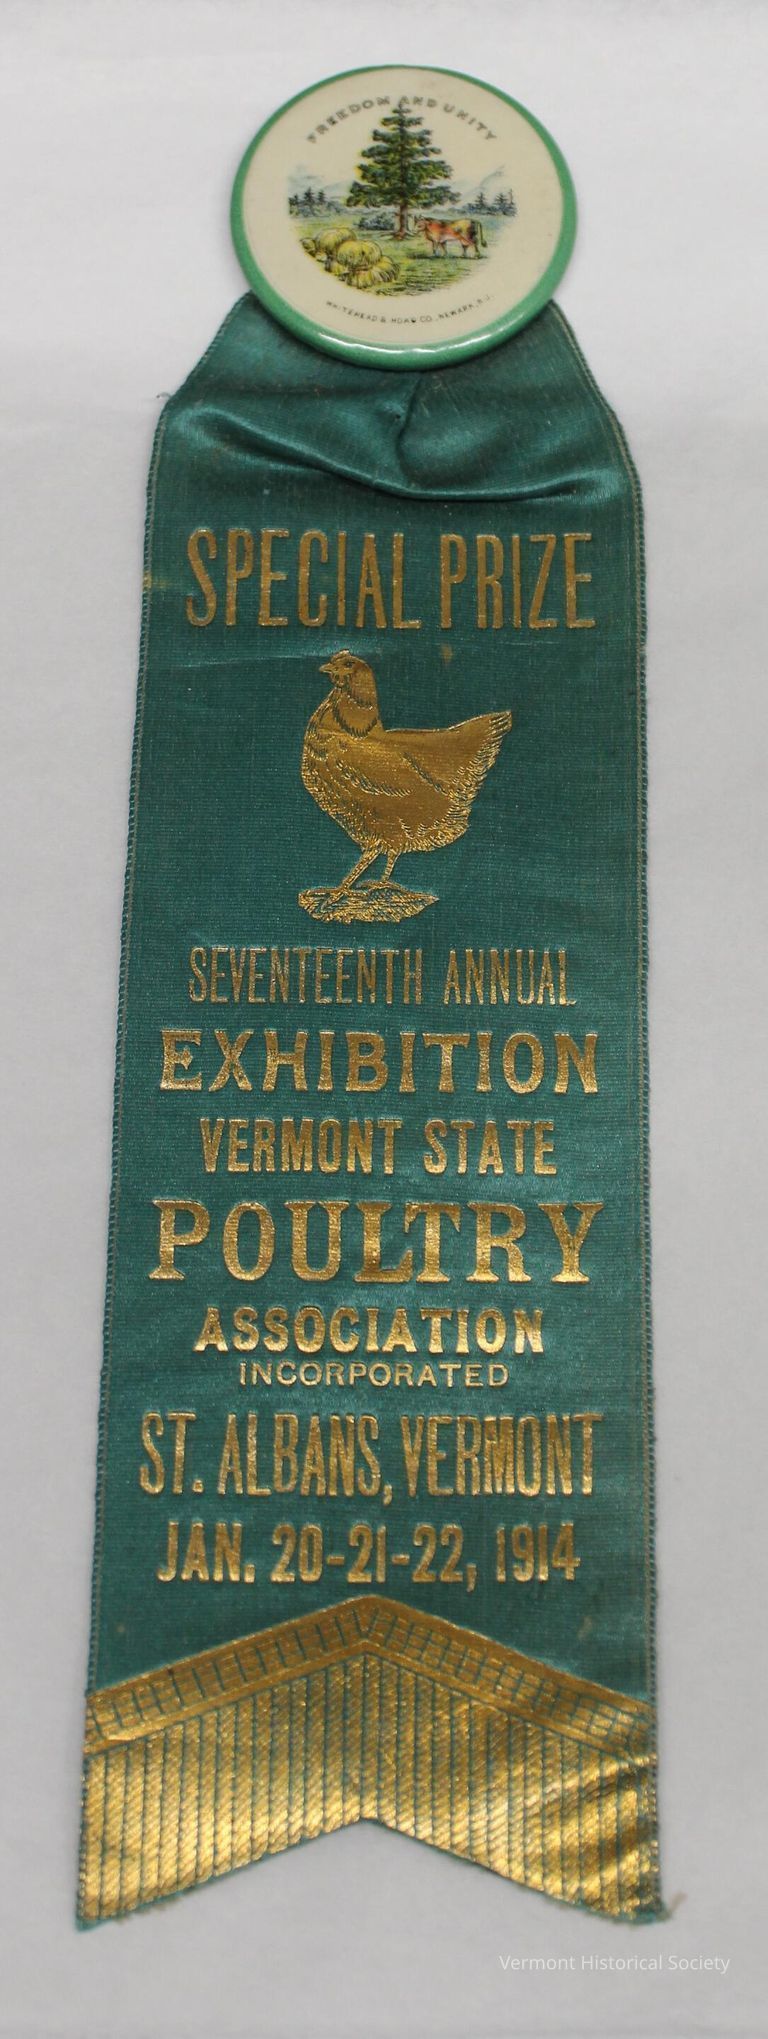 FREEDOM AND UNITY
WHITEHEAD & HOAG CO., NEWARK, N.J.
SPECIAL PRIZE
SEVENTEENTH ANNUAL
EXHIBITION
VERMONT STATE
POULTRY
ASSOCIATION
INCORPORATED
ST. ALBANS, VERMONT
JAN. 20-21-22, 1914
Vermont Historical Society